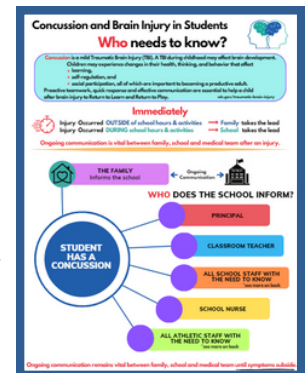 Concussion and Brain Injury in Students
Who needs to know?
Concussion is a mild Traumatic Brain Injury (TBI). A TBI during childhood may affect brain development.
Children may experience changes in their health, thinking, and behavior that affect
learning,
self-regulation, and
social participation, all of which are important to becoming a productive adult.
Proactive teamwork, quick response and effective communication are essential to help a child
after brain injury to Return to Learn and Return to Play.
Immediately
Injury Occurred OUTSIDE of school hours & activities → Family takes the lead
Injury Occurred DURING school hours & activities → School takes the lead
Ongoing communication is vital between family, school and medical team after an injury.
THE FAMILY
Informs the school
Ongoing
Communication
WHO DOES THE SCHOOL INFORM?
STUDENT
HAS A
CONCUSSION
PRINCIPAL
CLASSROOM TEACHER
ALL SCHOOL STAFF WITH
THE NEED TO KNOW
*see more on back
SCHOOL NURSE
ALL ATHLETIC STAFF WITH
THE NEED TO KNOW
*see more on back
Ongoing communication remains vital between family, school and medical team until symptoms subside.